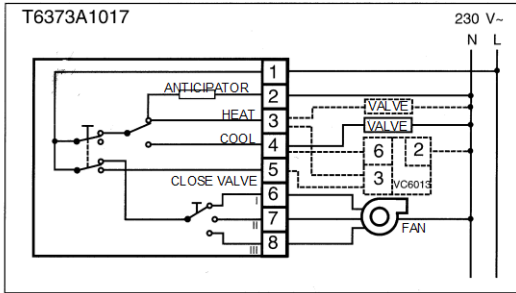 T6373A1017
230 V~
N L
1
ANTICIPATOR 2
HEAT 3
VALVE
VALVE
COOL 4
6 2
CLOSE VALVE 5
3 VC6013
I 6
II 7
FAN
III 8